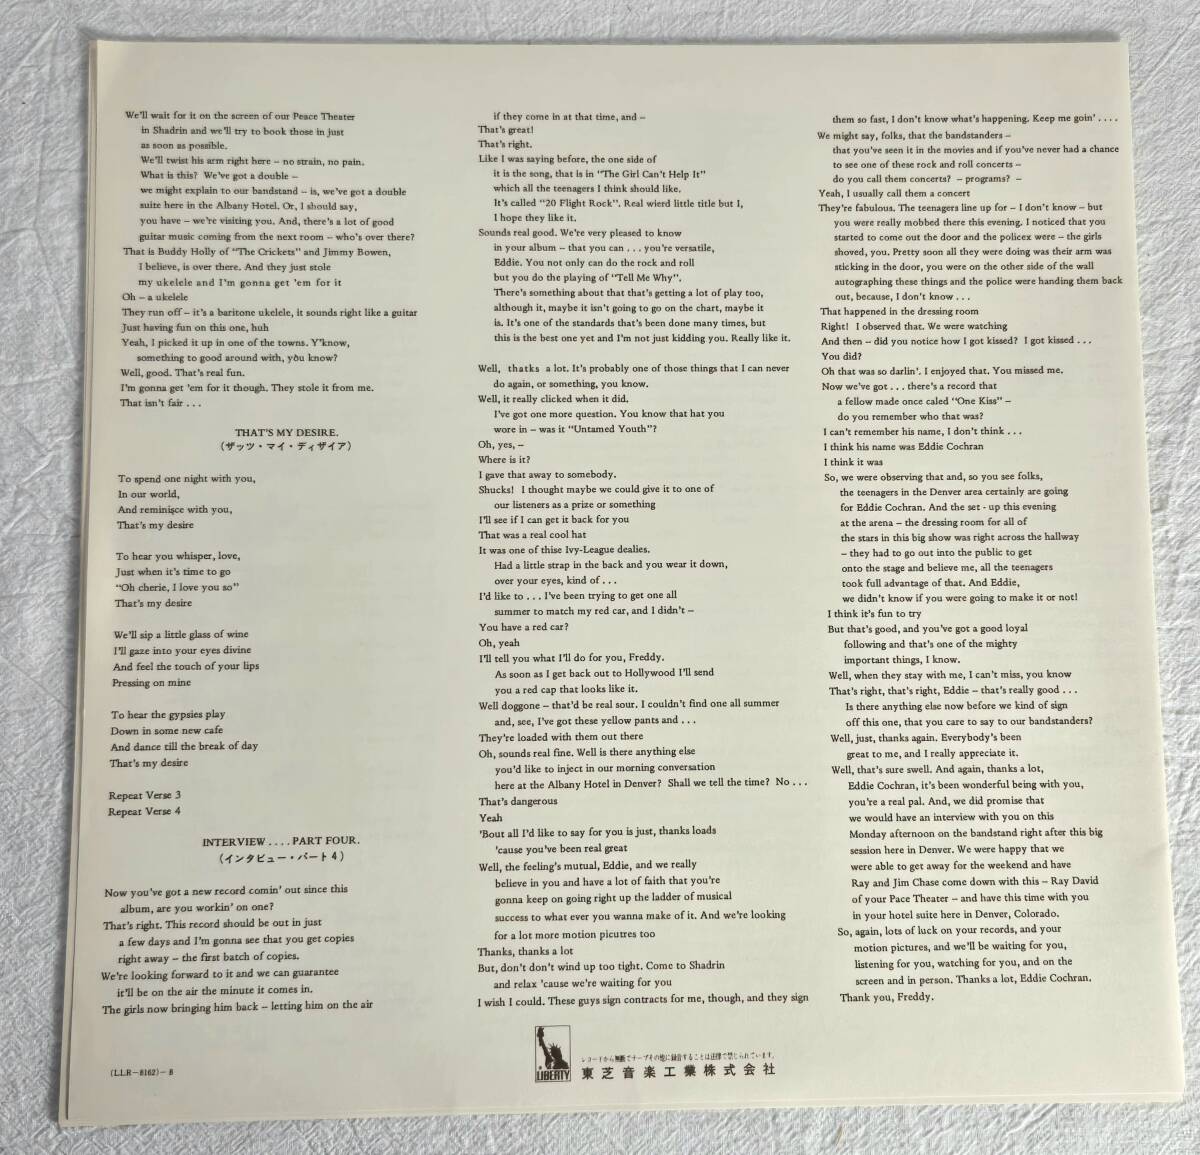 We'll wait for it on the screen of our Peace Theater
in Shadrin and we'll try to book those in just
as soon as possible.
We'll twist his arm right here – no strain, no pain.
What is this? We've got a double –
we might explain to our bandstand – is, we've got a double
suite here in the Albany Hotel. Or, I should say,
you have – we're visiting you. And, there's a lot of good
guitar music coming from the next room – who's over there?
That is Buddy Holly of "The Crickets" and Jimmy Bowen,
I believe, is over there. And they just stole
my ukelele and I'm gonna get 'em for it
Oh – a ukelele
They run off – it's a baritone ukelele, it sounds right like a guitar
Just having fun on this one, huh
Yeah, I picked it up in one of the towns. Y'know,
something to good around with, you know?
Well, good. That's real fun.
I'm gonna get 'em for it though. They stole it from me.
That isn't fair . . .
THAT'S MY DESIRE.
(ザッツ・マイ・ディザイア)
To spend one night with you,
In our world,
And reminisce with you,
That's my desire
To hear you whisper, love,
Just when it's time to go
"Oh cherie, I love you so"
That's my desire
We'll sip a little glass of wine
I'll gaze into your eyes divine
And feel the touch of your lips
Pressing on mine
To hear the gypsies play
Down in some new cafe
And dance till the break of day
That's my desire
Repeat Verse 3
Repeat Verse 4
INTERVIEW . . . . PART FOUR.
(インタビュー・パート4)
Now you've got a new record comin' out since this
album, are you workin' on one?
That's right. This record should be out in just
a few days and I'm gonna see that you get copies
right away – the first batch of copies.
We're looking forward to it and we can guarantee
it'll be on the air the minute it comes in.
The girls now bringing him back – letting him on the air
(LLR–8162)–8
if they come in at that time, and –
That's great!
That's right.
Like I was saying before, the one side of
it is the song, that is in "The Girl Can't Help It"
which all the teenagers I think should like.
It's called "20 Flight Rock". Real wierd little title but I,
I hope they like it.
Sounds real good. We're very pleased to know
in your album – that you can . . . you're versatile,
Eddie. You not only can do the rock and roll
but you do the playing of "Tell Me Why".
There's something about that that's getting a lot of play too,
although it, maybe it isn't going to go on the chart, maybe it
is. It's one of the standards that's been done many times, but
this is the best one yet and I'm not just kidding you. Really like it.
Well, thatks a lot. It's probably one of those things that I can never
do again, or something, you know.
Well, it really clicked when it did.
I've got one more question. You know that hat you
wore in – was it "Untamed Youth"?
Oh, yes, –
Where is it?
I gave that away to somebody.
Shucks! I thought maybe we could give it to one of
our listeners as a prize or something
I'll see if I can get it back for you
That was a real cool hat
It was one of thise Ivy-League dealies.
Had a little strap in the back and you wear it down,
over your eyes, kind of . . .
I'd like to . . . I've been trying to get one all
summer to match my red car, and I didn't –
You have a red car?
Oh, yeah
I'll tell you what I'll do for you, Freddy.
As soon as I get back out to Hollywood I'll send
you a red cap that looks like it.
Well doggone – that'd be real sour. I couldn't find one all summer
and, see, I've got these yellow pants and . . .
They're loaded with them out there
Oh, sounds real fine. Well is there anything else
you'd like to inject in our morning conversation
here at the Albany Hotel in Denver? Shall we tell the time? No . . .
That's dangerous
Yeah
'Bout all I'd like to say for you is just, thanks loads
'cause you've been real great
Well, the feeling's mutual, Eddie, and we really
believe in you and have a lot of faith that you're
gonna keep on going right up the ladder of musical
success to what ever you wanna make of it. And we're looking
for a lot more motion picutres too
Thanks, thanks a lot
But, don't don't wind up too tight. Come to Shadrin
and relax 'cause we're waiting for you
I wish I could. These guys sign contracts for me, though, and they sign
LIBERTY
レコードから無断でテープその他に録音することは法律で禁じられています。
東芝音楽工業株式会社
them so fast, I don't know what's happening. Keep me goin' . . . .
We might say, folks, that the bandstanders –
that you've seen it in the movies and if you've never had a chance
to see one of these rock and roll concerts –
do you call them concerts? – programs? –
Yeah, I usually call them a concert
They're fabulous. The teenagers line up for – I don't know – but
you were really mobbed there this evening. I noticed that you
started to come out the door and the policex were – the girls
shoved, you. Pretty soon all they were doing was their arm was
sticking in the door, you were on the other side of the wall
autographing these things and the police were handing them back
out, because, I don't know . . .
That happened in the dressing room
Right! I observed that. We were watching
And then – did you notice how I got kissed? I got kissed . . .
You did?
Oh that was so darlin'. I enjoyed that. You missed me.
Now we've got . . . there's a record that
a fellow made once caled "One Kiss" –
do you remember who that was?
I can't remember his name, I don't think . . .
I think his name was Eddie Cochran
I think it was
So, we were observing that and, so you see folks,
the teenagers in the Denver area certainly are going
for Eddie Cochran. And the set - up this evening
at the arena – the dressing room for all of
the stars in this big show was right across the hallway
– they had to go out into the public to get
onto the stage and believe me, all the teenagers
took full advantage of that. And Eddie,
we didn't know if you were going to make it or not!
I think it's fun to try
But that's good, and you've got a good loyal
following and that's one of the mighty
important things, I know.
Well, when they stay with me, I can't miss, you know
That's right, that's right, Eddie – that's really good . . .
Is there anything else now before we kind of sign
off this one, that you care to say to our bandstanders?
Well, just, thanks again. Everybody's been
great to me, and I really appreciate it.
Well, that's sure swell. And again, thanks a lot,
Eddie Cochran, it's been wonderful being with you,
you're a real pal. And, we did promise that
we would have an interview with you on this
Monday afternoon on the bandstand right after this big
session here in Denver. We were happy that we
were able to get away for the weekend and have
Ray and Jim Chase come down with this – Ray David
of your Pace Theater – and have this time with you
in your hotel suite here in Denver, Colorado.
So, again, lots of luck on your records, and your
motion pictures, and we'll be waiting for you,
listening for you, watching for you, and on the
screen and in person. Thanks a lot, Eddie Cochran.
Thank you, Freddy.